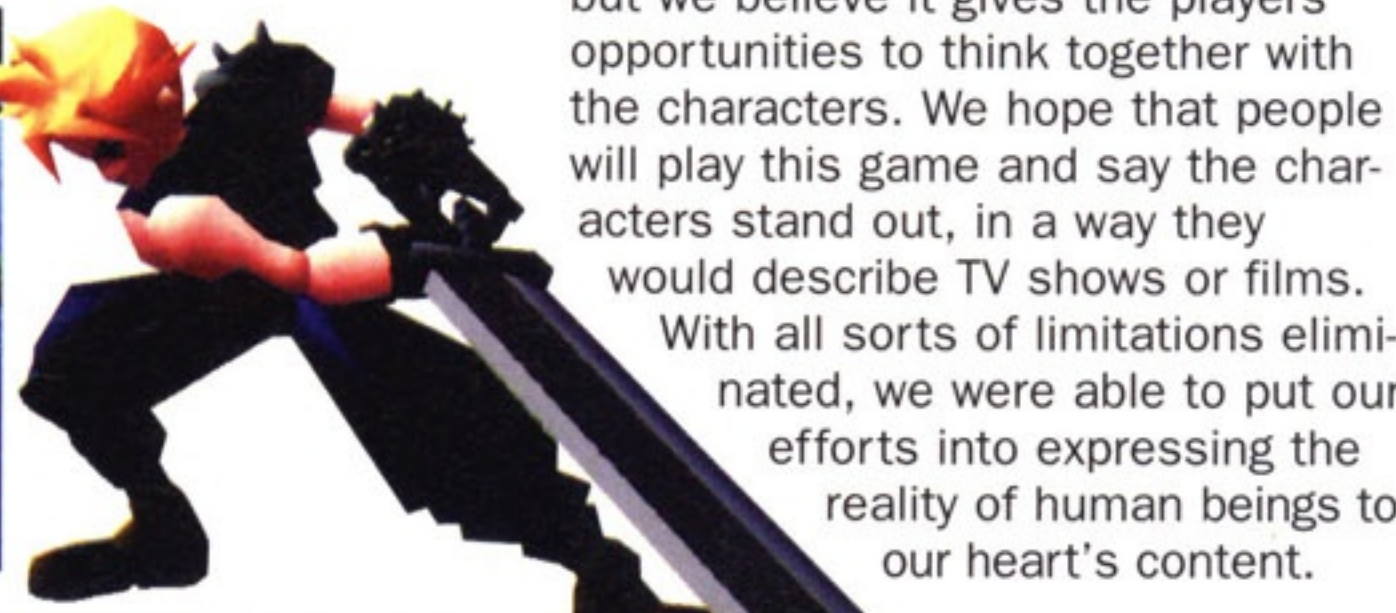 but we believe it gives the players
opportunities to think together with
the characters. We hope that people
will play this game and say the char-
acters stand out, in a way they
would describe TV shows or films.
With all sorts of limitations elimi-
nated, we were able to put our
efforts into expressing the
reality of human beings to
our heart's content.